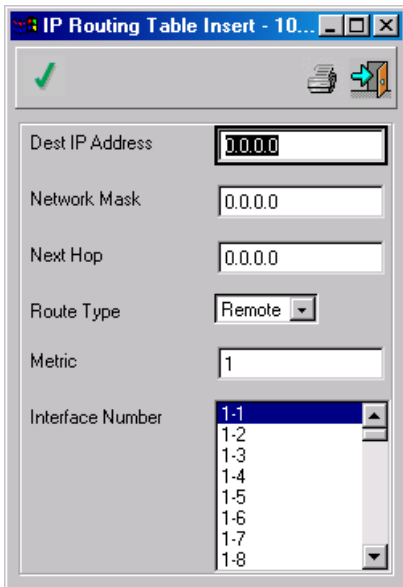 IP Routing Table Insert - 10...
Dest IP Address 0.0.0.0
Network Mask 0.0.0.0
Next Hop 0.0.0.0
Route Type Remote
Metric 1
Interface Number 1-1
1-2
1-3
1-4
1-5
1-6
1-7
1-8